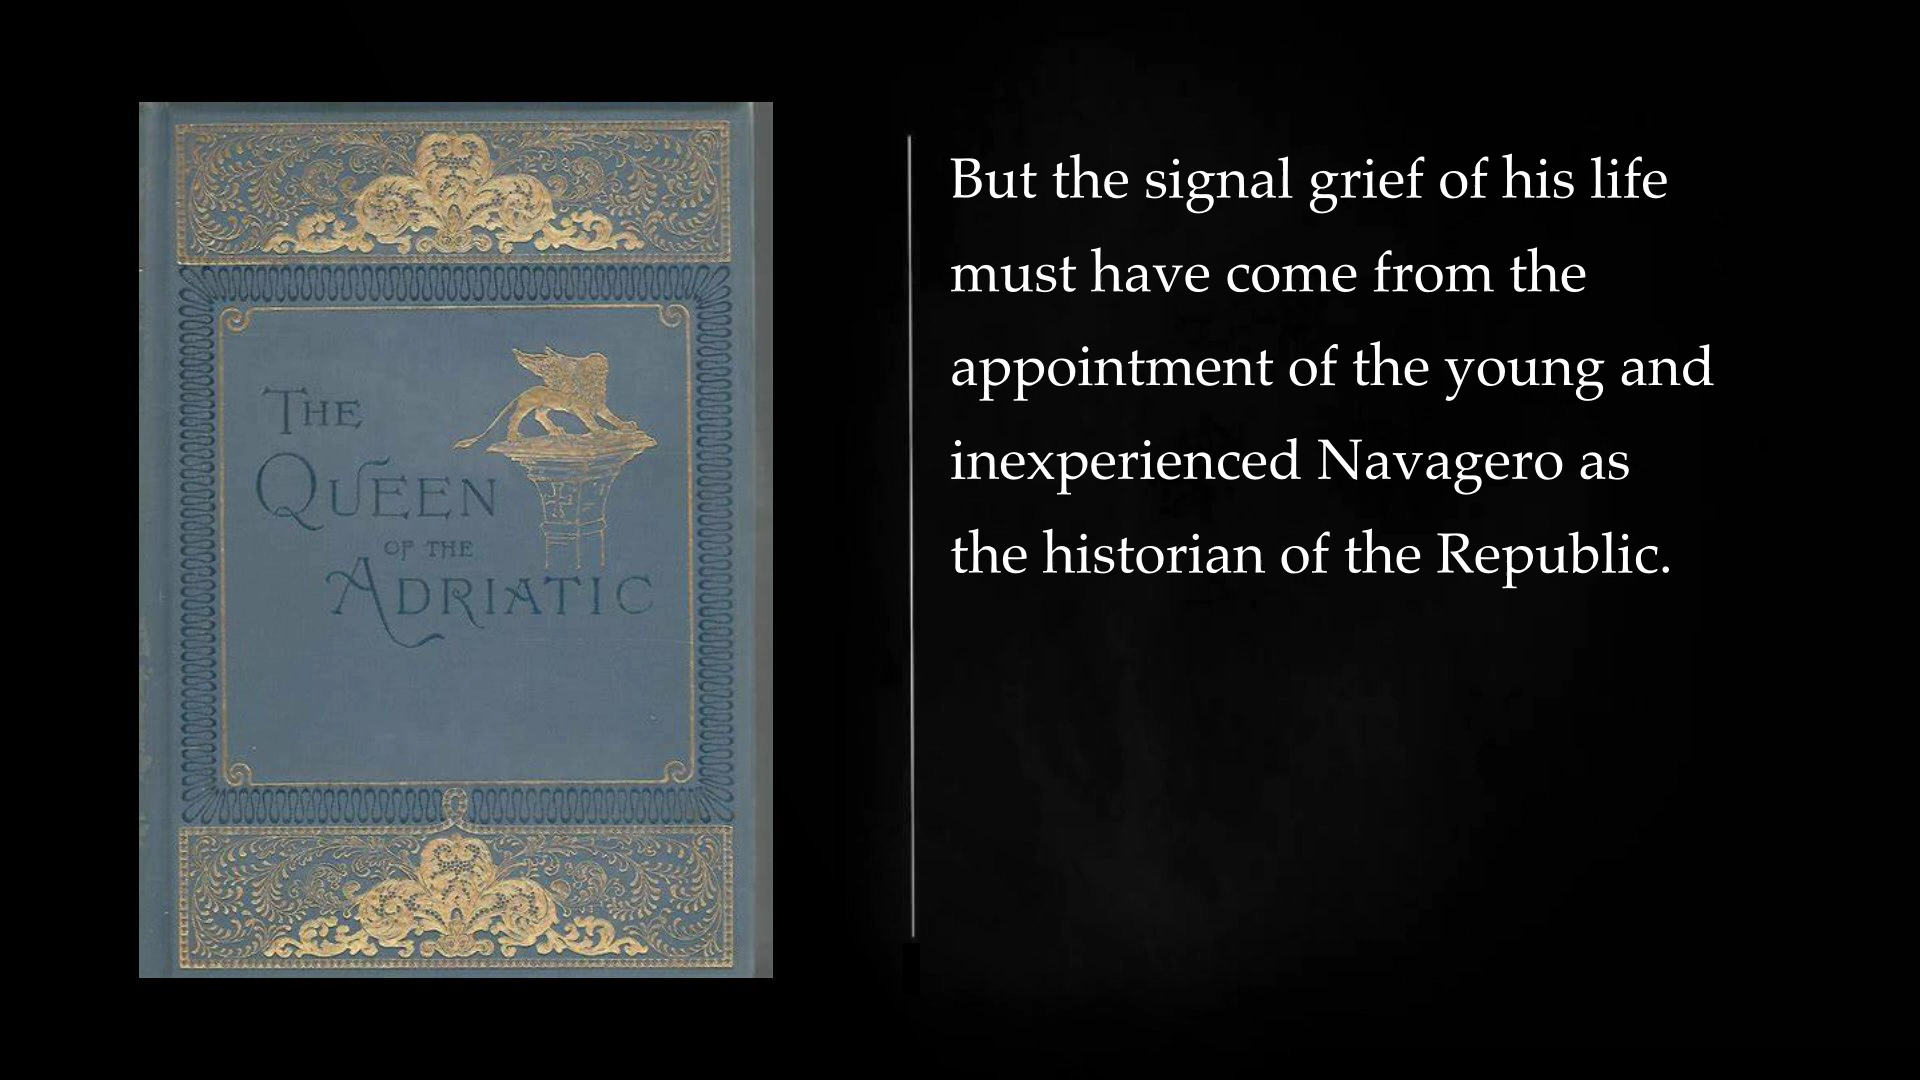 THE
QUEEN
OF THE
ADRIATIC
But the signal grief of his life
must have come from the
appointment of the young and
inexperienced Navagero as
the historian of the Republic.